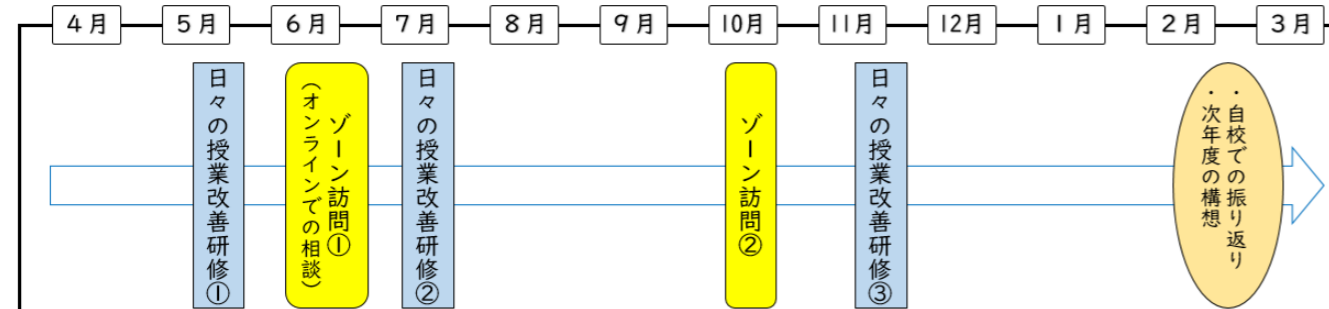 4月
5月
6月
7月
8月
9月
10月
11月
12月
1月
2月
3月
日々の授業改善研修①
ゾーン訪問①
（オンラインでの相談）
日々の授業改善研修②
ゾーン訪問②
日々の授業改善研修③
・自校での振り返り
・次年度の構想